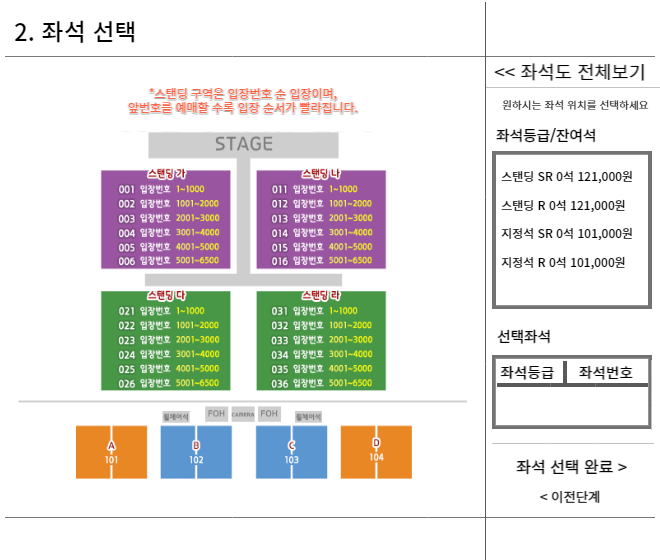 2. 좌석 선택
*스탠딩 구역은 입장번호 순 입장이며,
앞번호를 예매할 수록 입장 순서가 빨라집니다.
STAGE
스탠딩 가
001 입장번호 1~1000
002 입장번호 1001~2000
003 입장번호 2001~3000
004 입장번호 3001~4000
005 입장번호 4001~5000
006 입장번호 5001~6500
스탠딩 나
011 입장번호 1~1000
012 입장번호 1001~2000
013 입장번호 2001~3000
014 입장번호 3001~4000
015 입장번호 4001~5000
016 입장번호 5001~6500
스탠딩 다
021 입장번호 1~1000
022 입장번호 1001~2000
023 입장번호 2001~3000
024 입장번호 3001~4000
025 입장번호 4001~5000
026 입장번호 5001~6500
스탠딩 라
031 입장번호 1~1000
032 입장번호 1001~2000
033 입장번호 2001~3000
034 입장번호 3001~4000
035 입장번호 4001~5000
036 입장번호 5001~6500
휠체어석 FOH CAMERA FOH 휠체어석
A
101
B
102
C
103
D
104
<< 좌석도 전체보기
원하시는 좌석 위치를 선택하세요
좌석등급/잔여석
스탠딩 SR 0석 121,000원
스탠딩 R 0석 121,000원
지정석 SR 0석 101,000원
지정석 R 0석 101,000원
선택좌석
좌석등급 좌석번호
좌석 선택 완료 >
< 이전단계